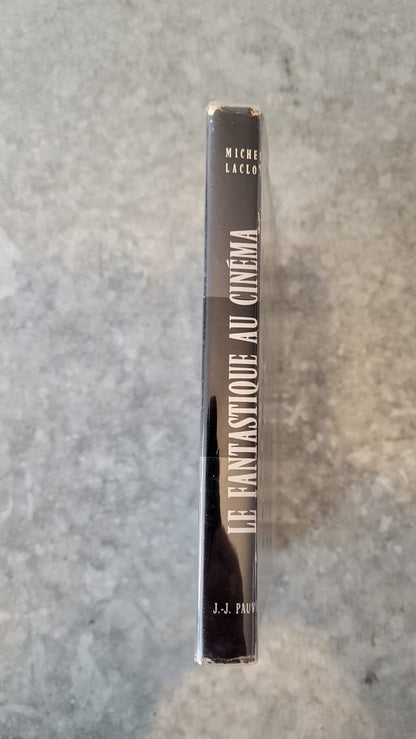 MICHE
LACLO
LE FANTASTIQUE AU CINÉMA
J.-J. PAUV